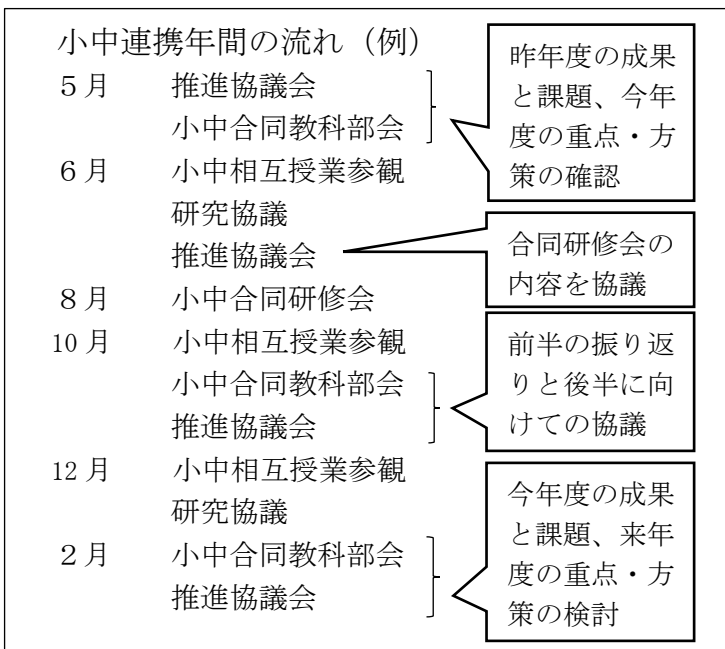 小中連携年間の流れ（例）
５月　推進協議会
小中合同教科部会
昨年度の成果
と課題、今年
度の重点・方
策の確認
６月　小中相互授業参観
研究協議
推進協議会
合同研修会の
内容を協議
８月　小中合同研修会
10 月　小中相互授業参観
小中合同教科部会
推進協議会
前半の振り返
りと後半に向
けての協議
12 月　小中相互授業参観
研究協議
２月　小中合同教科部会
推進協議会
今年度の成果
と課題、来年
度の重点・方
策の検討